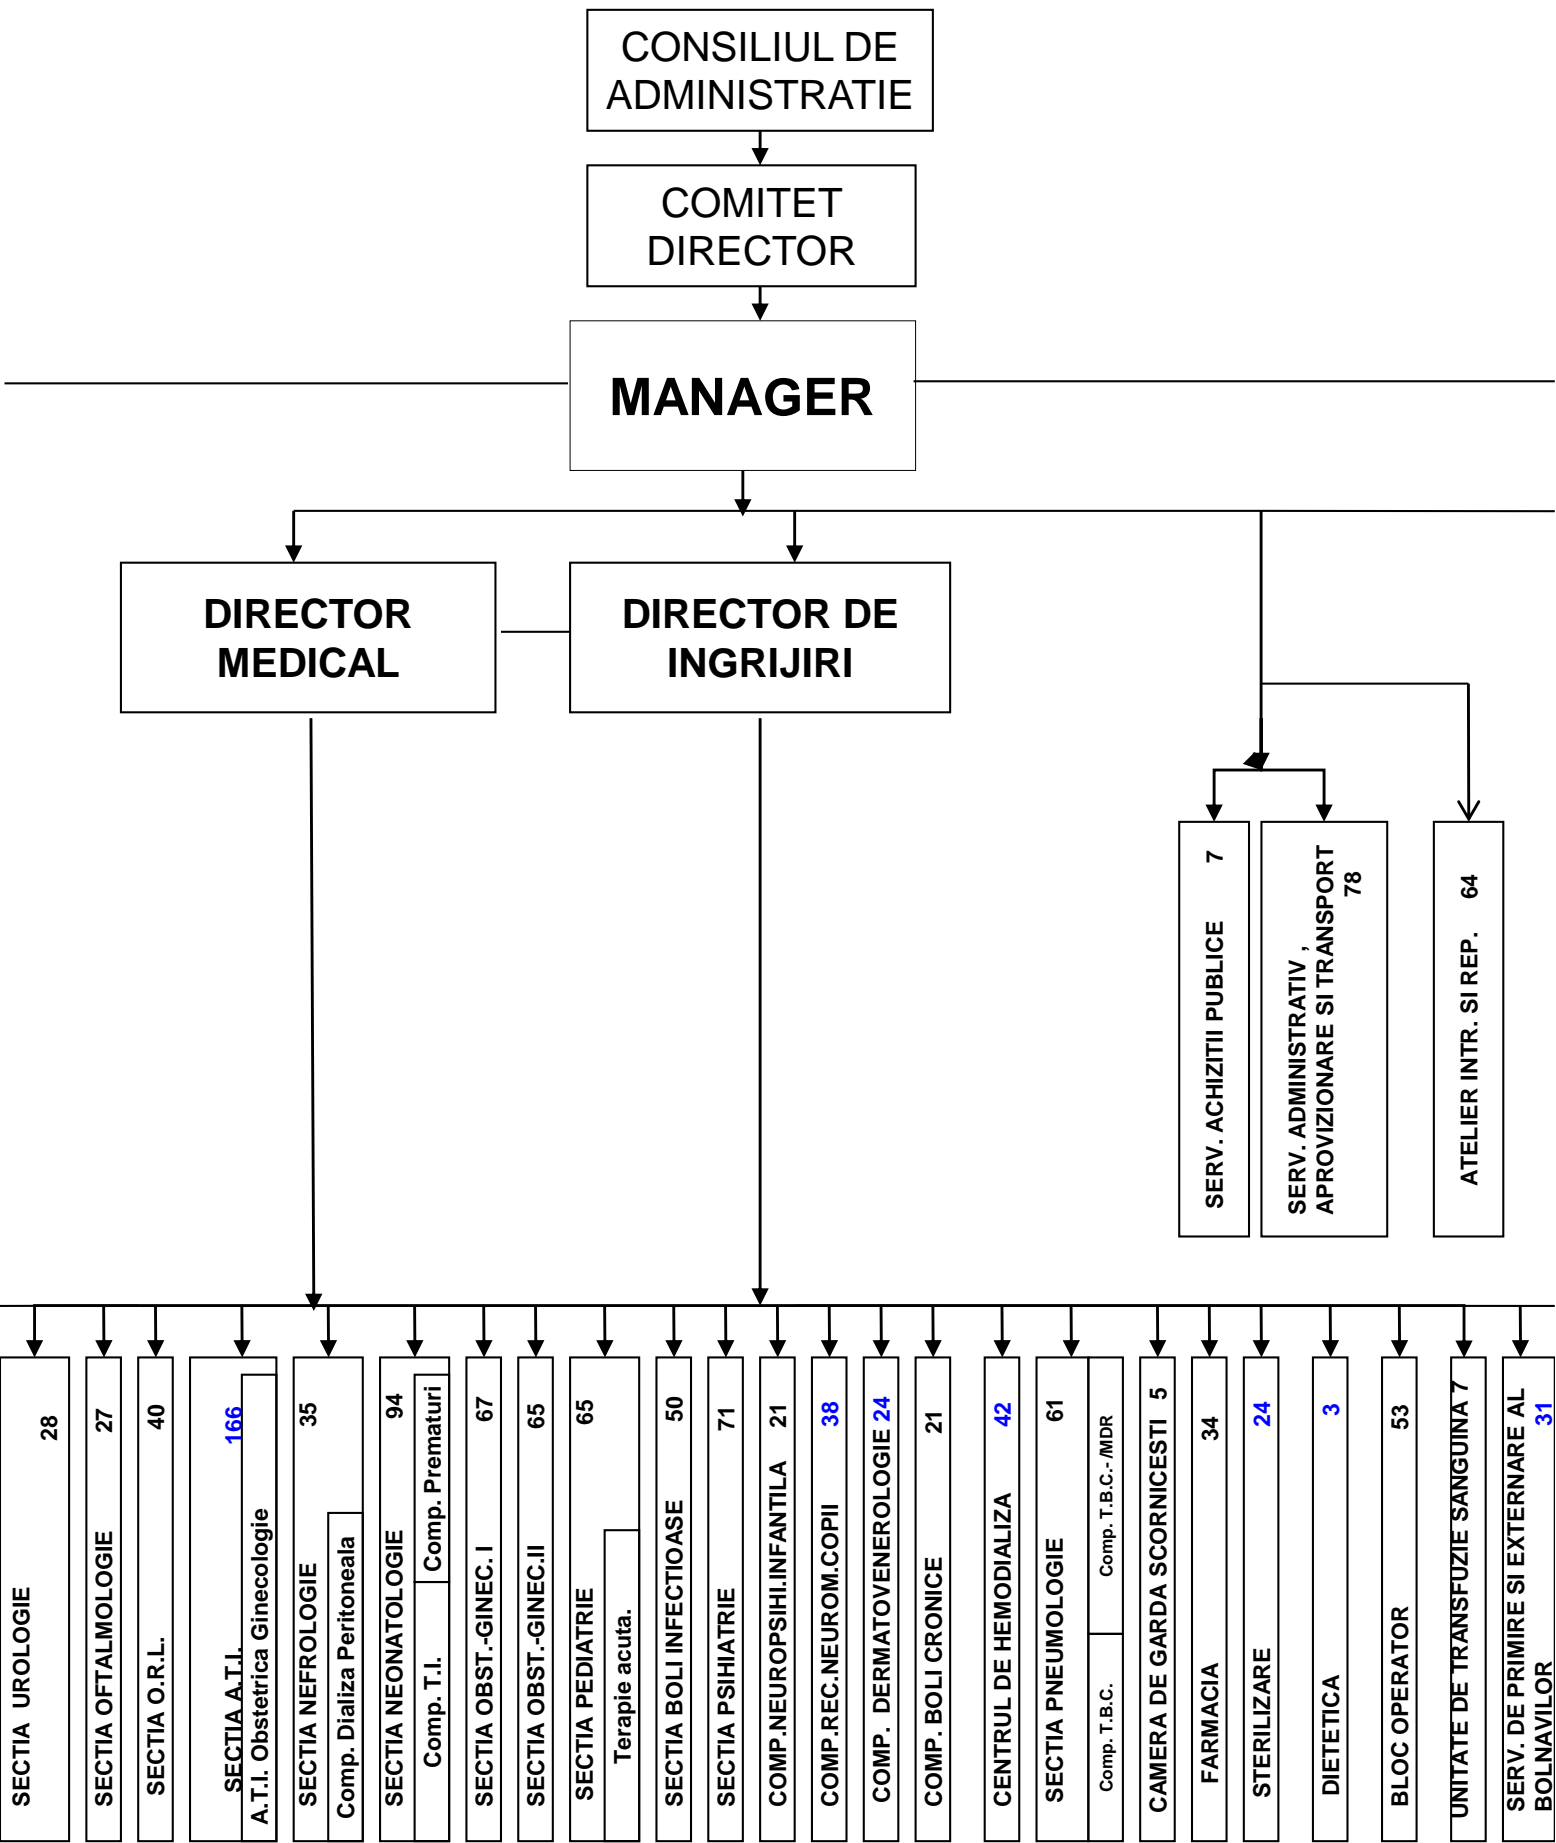 CONSILIUL DE
ADMINISTRATIE
COMITET
DIRECTOR
MANAGER
DIRECTOR
MEDICAL
DIRECTOR DE
INGRIJIRI
SERV. ACHIZITII PUBLICE 7
SERV. ADMINISTRATIV ,
APROVIZIONARE SI TRANSPORT
78
ATELIER INTR. SI REP. 64
SECTIA UROLOGIE
28
SECTIA OFTALMOLOGIE 27
SECTIA O.R.L. 40
SECTIA A.T.I. 166
A.T.I. Obstetrica Ginecologie
SECTIA NEFROLOGIE 35
Comp. Dializa Peritoneala
SECTIA NEONATOLOGIE 94
Comp. T.I.
Comp. Prematuri
SECTIA OBST.-GINEC. I 67
SECTIA OBST.-GINEC.II 65
SECTIA PEDIATRIE 65
Terapie acuta.
SECTIA BOLI INFECTIOASE 50
SECTIA PSIHIATRIE 71
COMP.NEUROPSIHI.INFANTILA 21
COMP.REC.NEUROM.COPII 38
COMP. DERMATOVENEROLOGIE 24
COMP. BOLI CRONICE 21
CENTRUL DE HEMODIALIZA 42
SECTIA PNEUMOLOGIE 61
Comp. T.B.C.
Comp. T.B.C.- /MDR
CAMERA DE GARDA SCORNICESTI 5
FARMACIA 34
STERILIZARE 24
DIETETICA 3
BLOC OPERATOR 53
UNITATE DE TRANSFUZIE SANGUINA 7
SERV. DE PRIMIRE SI EXTERNARE AL
BOLNAVILOR 31